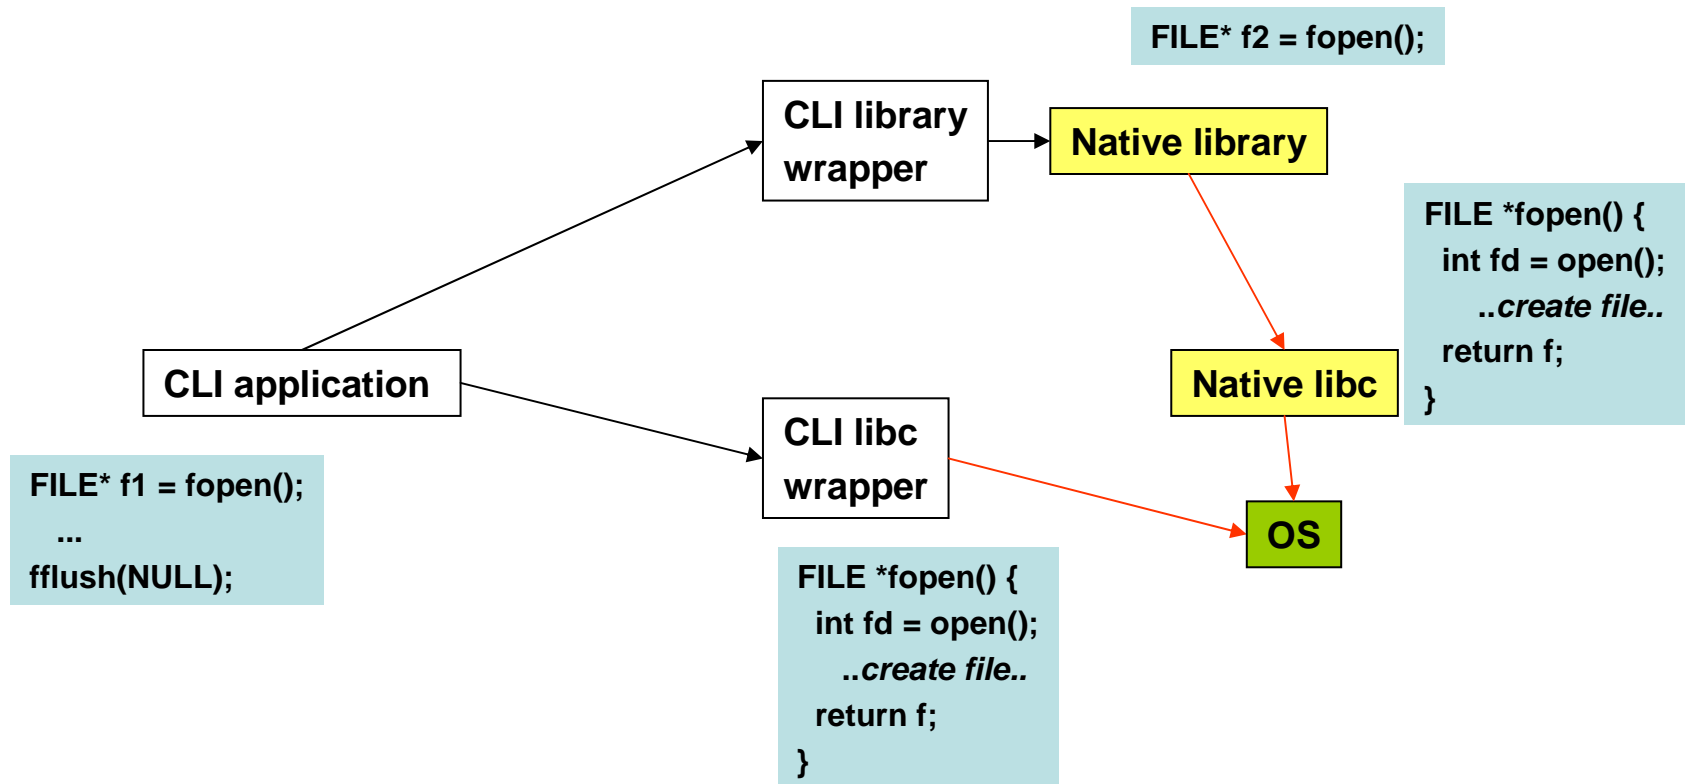 FILE* f2 = fopen();
CLI library
wrapper
Native library
FILE *fopen() {
int fd = open();
..create file..
return f;
}
CLI application
Native libc
CLI libc
wrapper
FILE* f1 = fopen();
...
fflush(NULL);
OS
FILE *fopen() {
int fd = open();
..create file..
return f;
}